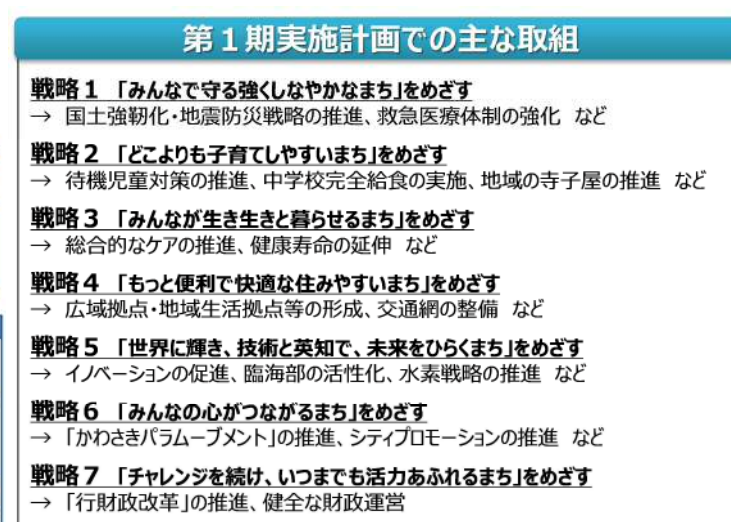 第1期実施計画での主な取組
戦略1 「みんなで守る強くしなやかなまち」をめざす
→ 国土強靭化・地震防災戦略の推進、救急医療体制の強化 など
戦略2 「どこよりも子育てしやすいまち」をめざす
→ 待機児童対策の推進、中学校完全給食の実施、地域の寺子屋の推進 など
戦略3 「みんなが生き生きと暮らせるまち」をめざす
→ 総合的なケアの推進、健康寿命の延伸 など
戦略4 「もっと便利で快適な住みやすいまち」をめざす
→ 広域拠点・地域生活拠点等の形成、交通網の整備 など
戦略5 「世界に輝き、技術と英知で、未来をひらくまち」をめざす
→ イノベーションの促進、臨海部の活性化、水素戦略の推進 など
戦略6 「みんなの心がつながるまち」をめざす
→ 「かわさきパラムーブメント」の推進、シティプロモーションの推進 など
戦略7 「チャレンジを続け、いつまでも活力あふれるまち」をめざす
→ 「行財政改革」の推進、健全な財政運営